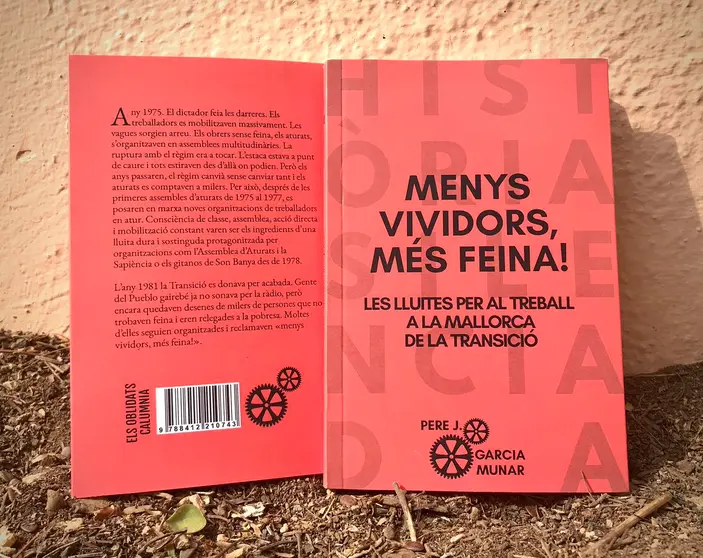 Any 1975. El dictador feia les darreres. Els
treballadors es mobilitzaven massivament. Les
vagues sorgien arreu. Els obrers sense feina, els aturats,
s'organitzaven en assemblees multitudinàries. La
ruptura amb el règim era a tocar. L'estaca estava a punt
de caure i tots estiraven des d'allà on podien. Però els
anys passaren, el règim canvià sense canviar tant i els
aturats es comptaven a milers. Per això, després de les
primeres assemblees d'aturats de 1975 al 1977, es
posaren en marxa noves organitzacions de treballadors
en atur. Consciència de classe, assemblea, acció directa
i mobilització constant varen ser els ingredients d'una
lluita dura i sostinguda protagonitzada per
organitzacions com l'Assemblea d'Aturats i la
Sapiència o els gitanos de Son Banya des de 1978.
L'any 1981 la Transició es donava per acabada. Gente
del Pueblo gairebé ja no sonava per la ràdio, però
encara quedaven desenes de milers de persones que no
trobaven feina i eren relegades a la pobresa. Moltes
d'elles seguien organitzades i reclamaven «menys
vividors, més feina!».
ELS OBLIDATS
CALUMNIA
9 788412 210743
HIST
ÒRIA
SILE
NCIA
DA
MENYS
VIVIDORS,
MÉS FEINA!
LES LLUITES PER AL TREBALL
A LA MALLORCA
DE LA TRANSICIÓ
PERE J.
GARCIA
MUNAR